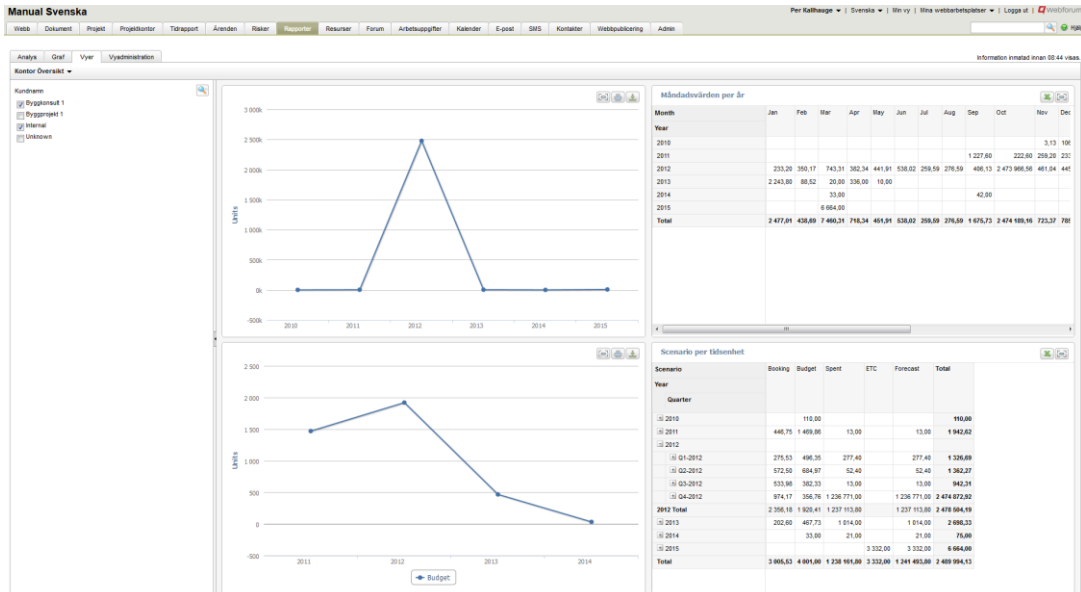 Manual Svenska
Per Kallhauge | Svenska | Min vy | Mina webbarbetsplatser | Logga ut | Webforum
Webb Dokument Projekt Projektkontor Tidrapport Ärenden Risker Rapporter Resurser Forum Arbetsuppgifter Kalender E-post SMS Kontakter Webbpublicering Admin
Analys Graf Vyer Vyadministration
Information inmatad innan 08:44 visas.
Kontor Översikt
Kundnamn
Byggkonsult 1
Byggprojekt 1
Internal
Unknown
3 000k
2 500k
2 000k
1 500k
1 000k
500k
0k
-500k
Units
2010 2011 2012 2013 2014 2015
Måndadsvärden per år
Month Jan Feb Mar Apr May Jun Jul Aug Sep Oct Nov Dec
Year
2010 3,13
2011 1 227,60 222,60 259,20
2012 233,20 350,17 743,31 382,34 441,91 538,02 259,59 276,59 406,13 2 473 966,56 461,04
2013 2 243,80 88,52 20,00 336,00 10,00
2014 33,00 42,00
2015 6 664,00
Total 2 477,01 438,69 7 460,31 718,34 451,91 538,02 259,59 276,59 1 675,73 2 474 189,16 723,37
2 500
2 000
1 500
1 000
500
0
-500
Units
2011 2012 2013 2014
Budget
Scenario per tidsenhet
Scenario Booking Budget Spent ETC Forecast Total
Year
Quarter
2010 110,00 110,00
2011 446,75 1 469,86 13,00 13,00 1 942,62
2012
Q1-2012 275,53 496,35 277,40 277,40 1 326,69
Q2-2012 572,50 684,97 52,40 52,40 1 362,27
Q3-2012 533,98 382,33 13,00 13,00 942,31
Q4-2012 974,17 356,76 1 236 771,00 1 236 771,00 2 474 872,92
2012 Total 2 356,18 1 920,41 1 237 113,80 1 237 113,80 2 478 504,19
2013 202,60 467,73 1 014,00 1 014,00 2 698,33
2014 33,00 21,00 21,00 75,00
2015 3 332,00 3 332,00 6 664,00
Total 3 005,53 4 001,00 1 238 161,80 3 332,00 1 241 493,80 2 489 994,13